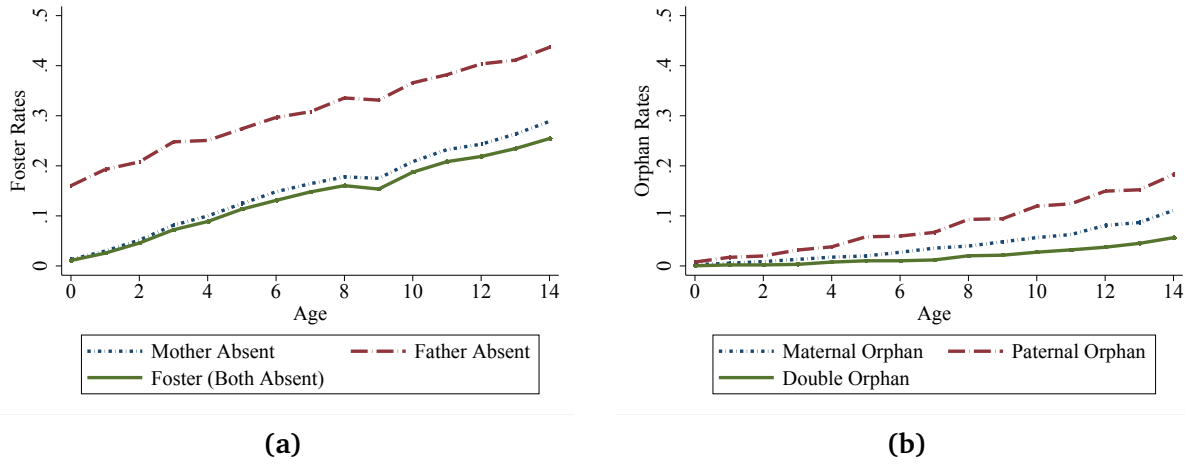 .5
.4
.3
.2
.1
0
Foster Rates
0 2 4 6 8 10 12 14
Age
Mother Absent Father Absent
Foster (Both Absent)
(a)
.5
.4
.3
.2
.1
0
Orphan Rates
0 2 4 6 8 10 12 14
Age
Maternal Orphan Paternal Orphan
Double Orphan
(b)